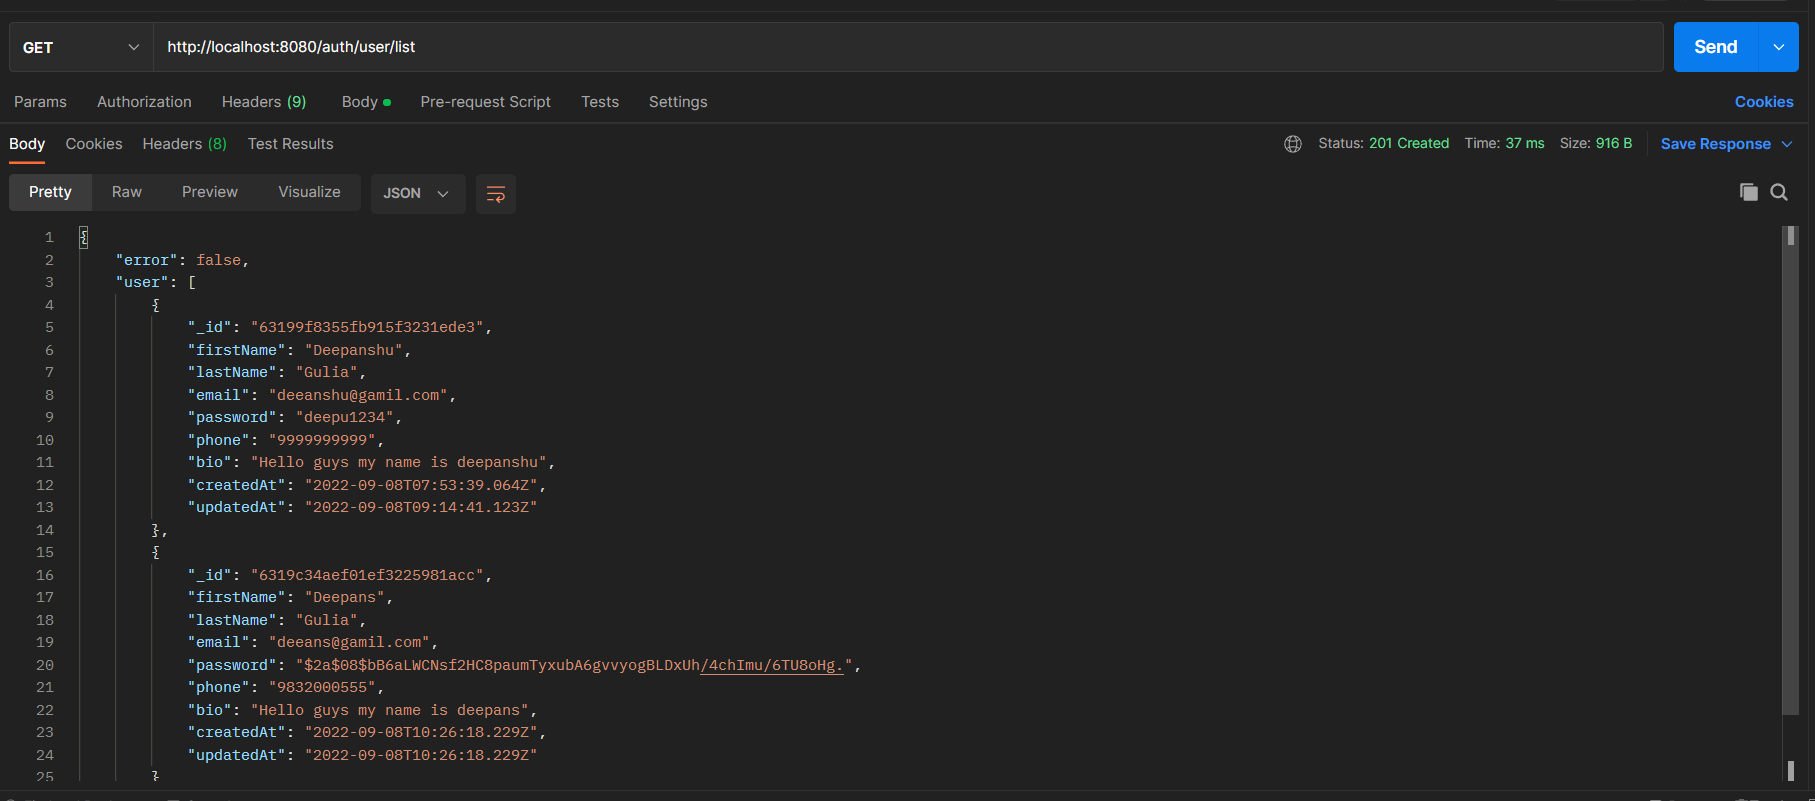 GET http://localhost:8080/auth/user/list Send
Params Authorization Headers (9) Body Pre-request Script Tests Settings Cookies
Body Cookies Headers (8) Test Results Status: 201 Created Time: 37 ms Size: 916 B Save Response
Pretty Raw Preview Visualize JSON
1 {
2 "error": false,
3 "user": [
4 {
5 "_id": "63199f8355fb915f3231ede3",
6 "firstName": "Deepanshu",
7 "lastName": "Gulia",
8 "email": "deeanshu@gamil.com",
9 "password": "deepu1234",
10 "phone": "9999999999",
11 "bio": "Hello guys my name is deepanshu",
12 "createdAt": "2022-09-08T07:53:39.064Z",
13 "updatedAt": "2022-09-08T09:14:41.123Z"
14 },
15 {
16 "_id": "6319c34aef01ef3225981acc",
17 "firstName": "Deepans",
18 "lastName": "Gulia",
19 "email": "deeans@gamil.com",
20 "password": "$2a$08$bB6aLWCNsf2HC8paumTyxubA6gvvyogBLDxUh/4chImu/6TU8oHg.",
21 "phone": "9832000555",
22 "bio": "Hello guys my name is deepans",
23 "createdAt": "2022-09-08T10:26:18.229Z",
24 "updatedAt": "2022-09-08T10:26:18.229Z"
25 }